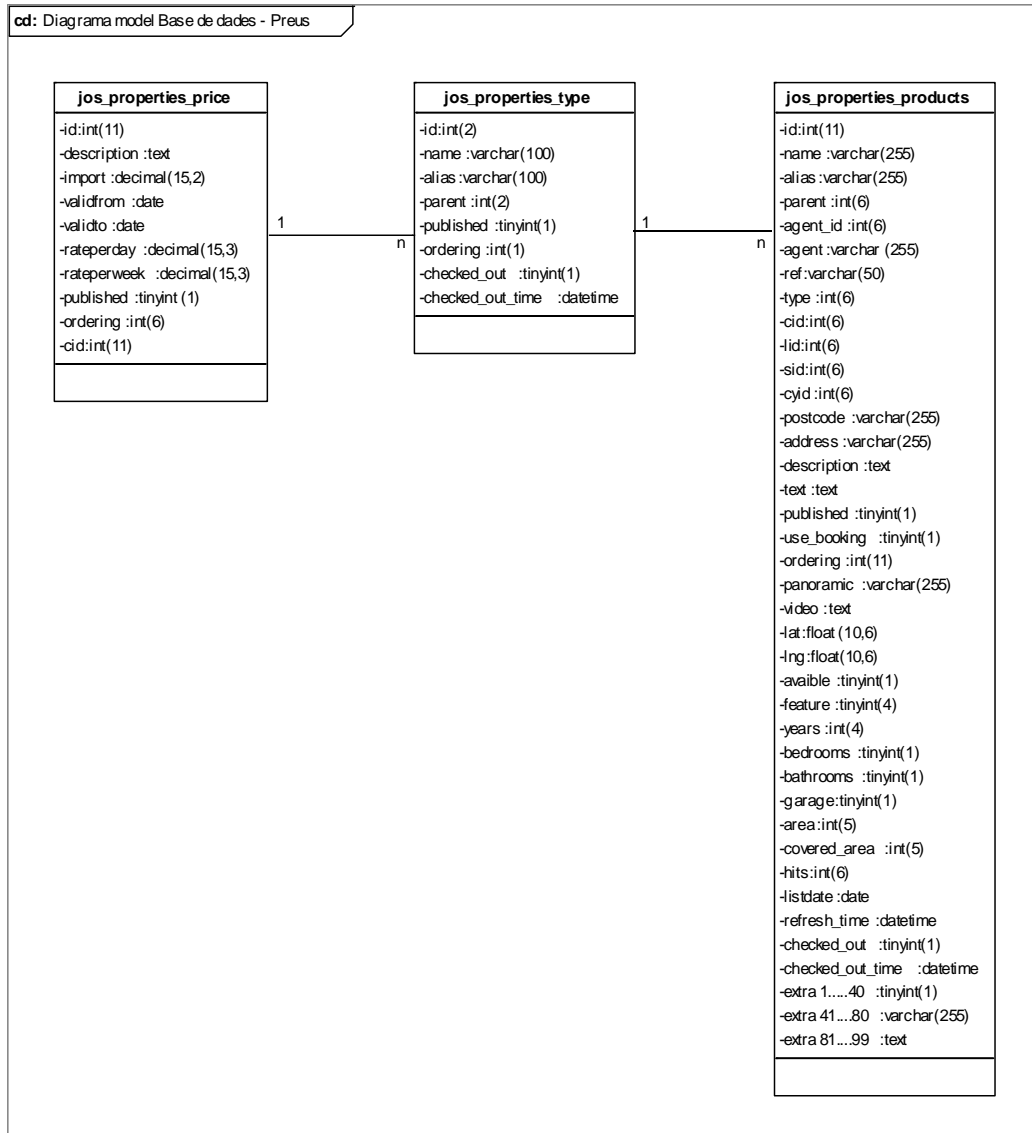 cd: Diagrama model Base de dades - Preus
jos_properties_price
-id:int(11)
-description :text
-import :decimal(15,2)
-validfrom :date
-validto :date
-rateperday :decimal(15,3)
-rateperweek :decimal(15,3)
-published :tinyint (1)
-ordering :int(6)
-cid:int(11)
1
n
jos_properties_type
-id:int(2)
-name :varchar(100)
-alias:varchar(100)
-parent :int(2)
-published :tinyint(1)
-ordering :int(1)
-checked_out :tinyint(1)
-checked_out_time :datetime
1
n
jos_properties_products
-id:int(11)
-name :varchar(255)
-alias:varchar(255)
-parent :int(6)
-agent_id :int(6)
-agent:varchar (255)
-ref:varchar(50)
-type :int(6)
-cid:int(6)
-lid:int(6)
-sid:int(6)
-cyid:int(6)
-postcode :varchar(255)
-address :varchar(255)
-description :text
-text :text
-published :tinyint(1)
-use_booking :tinyint(1)
-ordering :int(11)
-panoramic :varchar(255)
-video :text
-lat:float (10,6)
-lng:float(10,6)
-avaible :tinyint(1)
-feature :tinyint(4)
-years :int(4)
-bedrooms :tinyint(1)
-bathrooms :tinyint(1)
-garage:tinyint(1)
-area:int(5)
-covered_area :int(5)
-hits:int(6)
-listdate :date
-refresh_time :datetime
-checked_out :tinyint(1)
-checked_out_time :datetime
-extra 1.....40 :tinyint(1)
-extra 41....80 :varchar(255)
-extra 81....99 :text